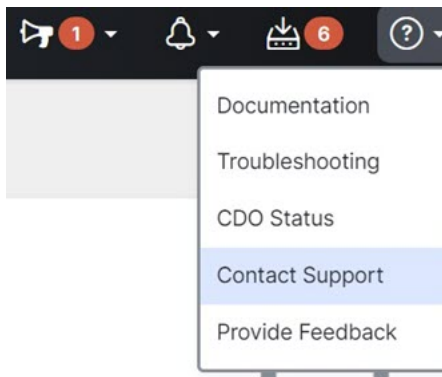 1
6
?
Documentation
Troubleshooting
CDO Status
Contact Support
Provide Feedback